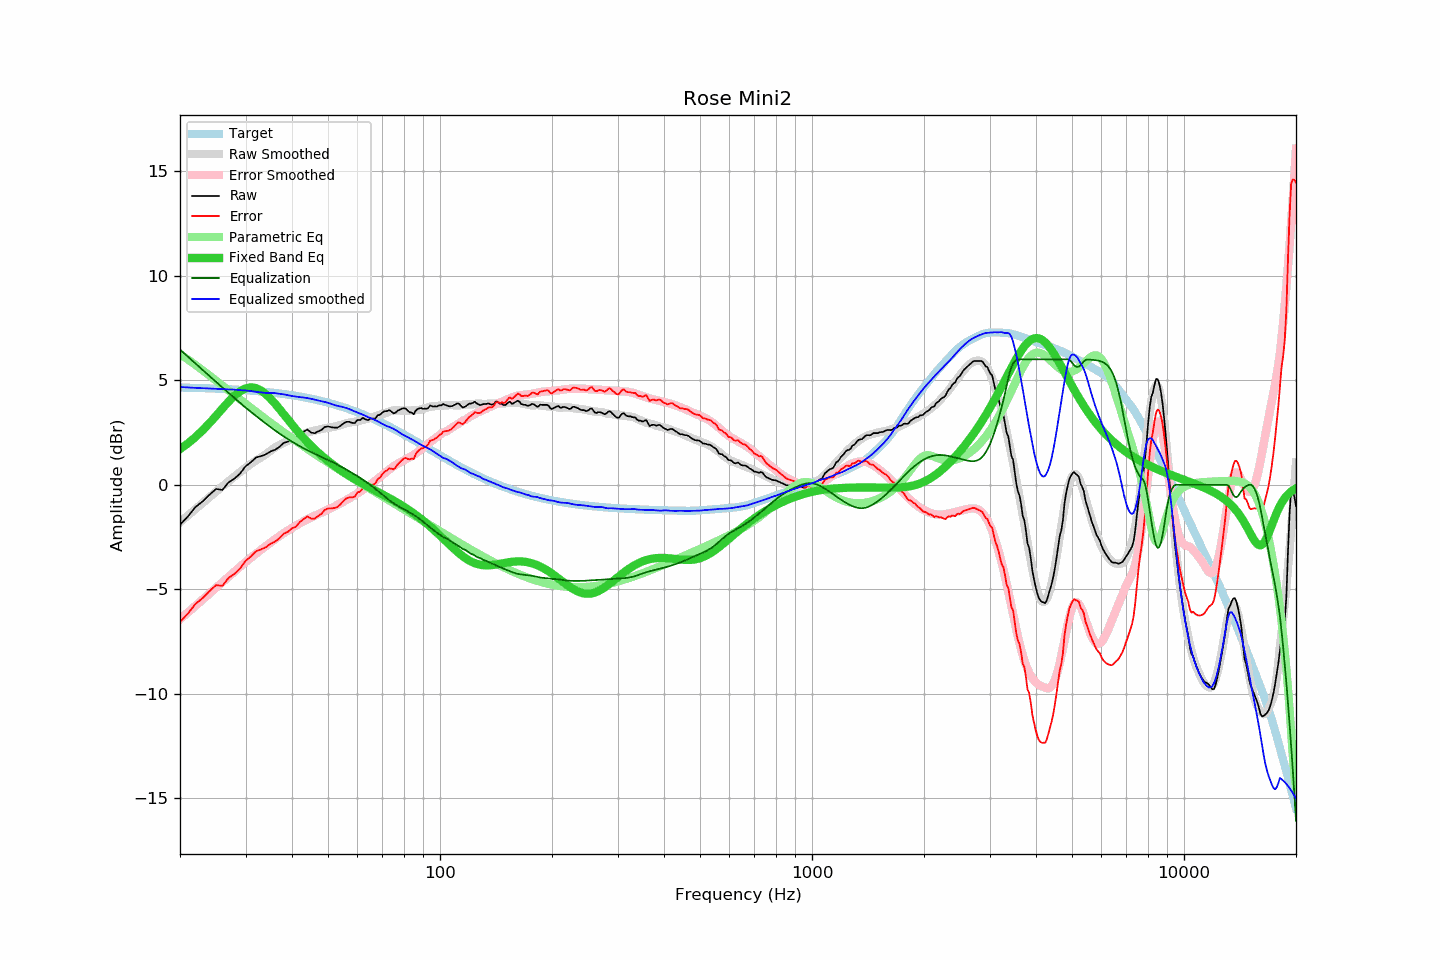 Rose Mini2
Target
Raw Smoothed
Error Smoothed
Raw
Error
Parametric Eq
Fixed Band Eq
Equalization
Equalized smoothed
15
10
5
0
−5
−10
−15
Amplitude (dBr)
100
1000
10000
Frequency (Hz)